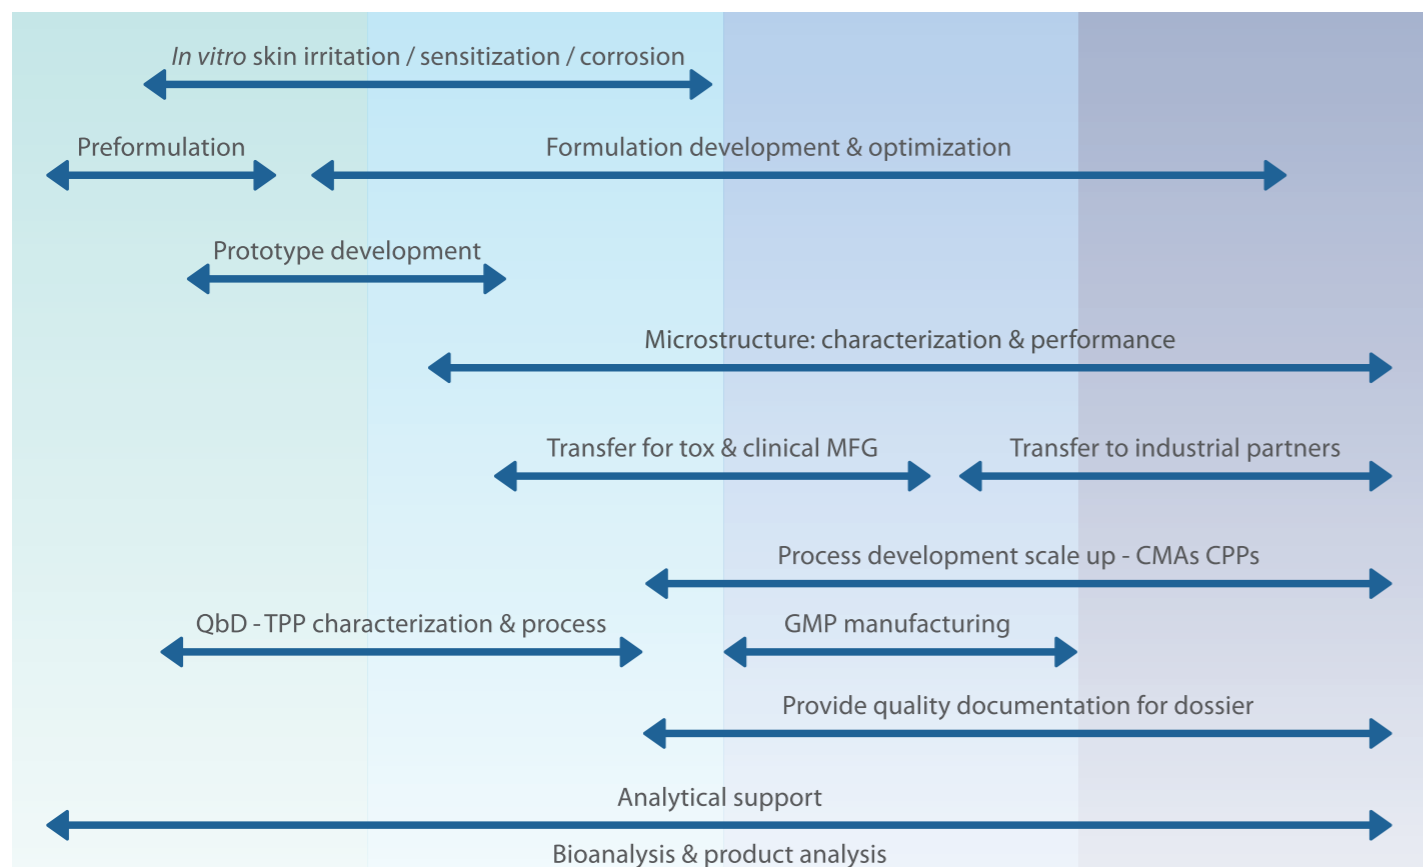 In vitro skin irritation / sensitization / corrosion
Preformulation
Formulation development & optimization
Prototype development
Microstructure: characterization & performance
Transfer for tox & clinical MFG
Transfer to industrial partners
Process development scale up - CMAs CPPs
QbD - TPP characterization & process
GMP manufacturing
Provide quality documentation for dossier
Analytical support
Bioanalysis & product analysis